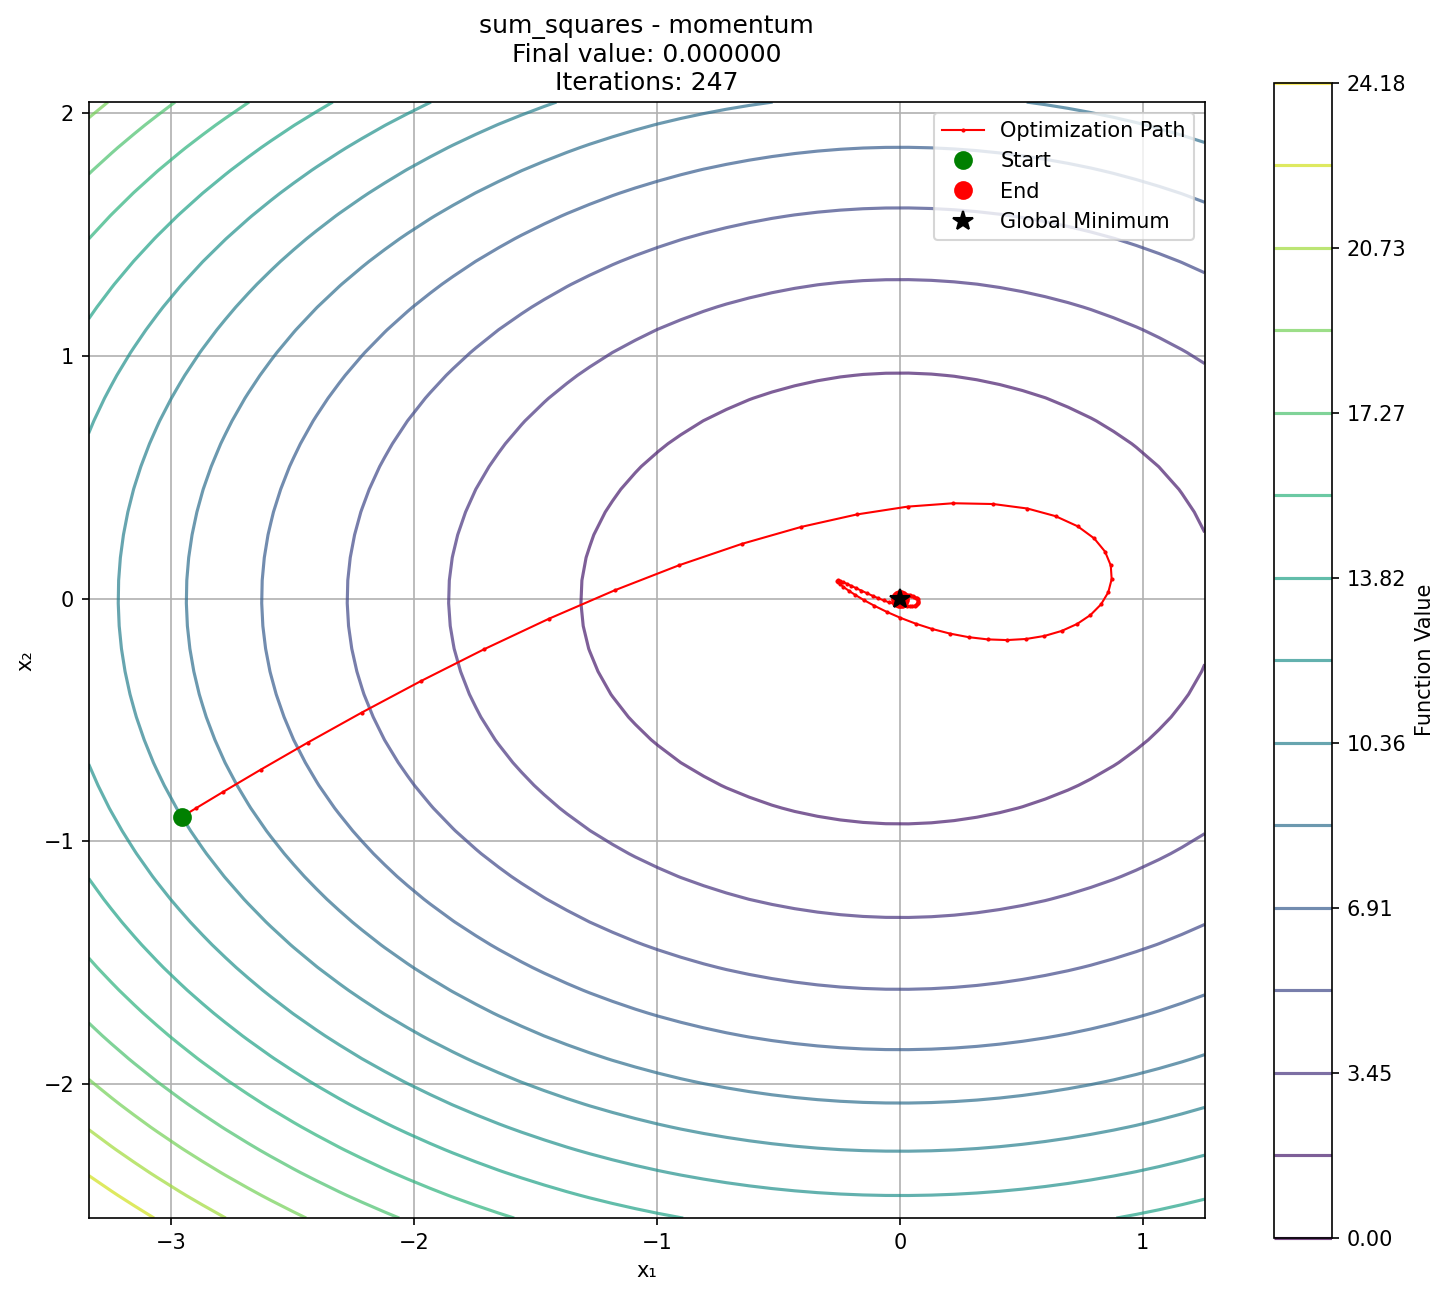 sum_squares - momentum
Final value: 0.000000
Iterations: 247
Optimization Path
Start
End
Global Minimum
2
1
0
−1
−2
x₂
−3
−2
−1
0
1
x₁
24.18
20.73
17.27
13.82
10.36
6.91
3.45
0.00
Function Value